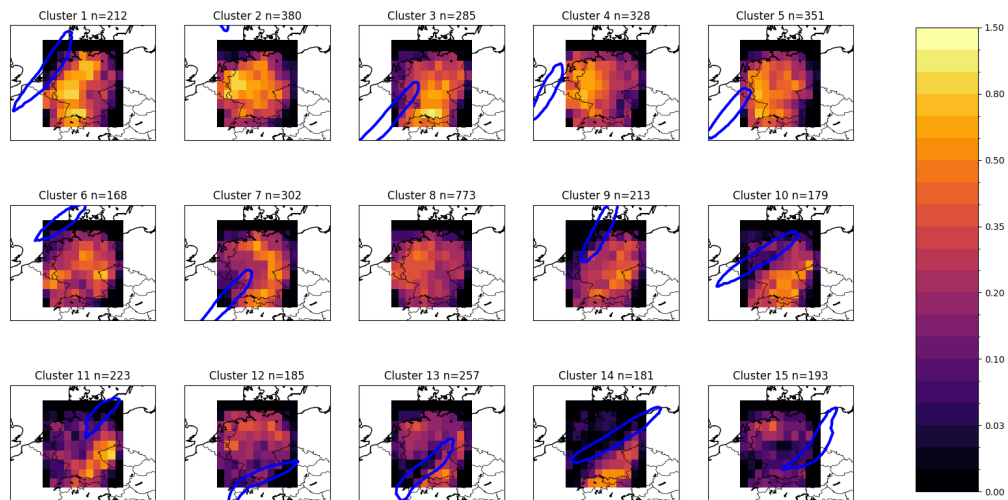 Cluster 1 n=212
Cluster 2 n=380
Cluster 3 n=285
Cluster 4 n=328
Cluster 5 n=351
Cluster 6 n=168
Cluster 7 n=302
Cluster 8 n=773
Cluster 9 n=213
Cluster 10 n=179
Cluster 11 n=223
Cluster 12 n=185
Cluster 13 n=257
Cluster 14 n=181
Cluster 15 n=193
1.50
0.80
0.50
0.35
0.20
0.10
0.03
0.00